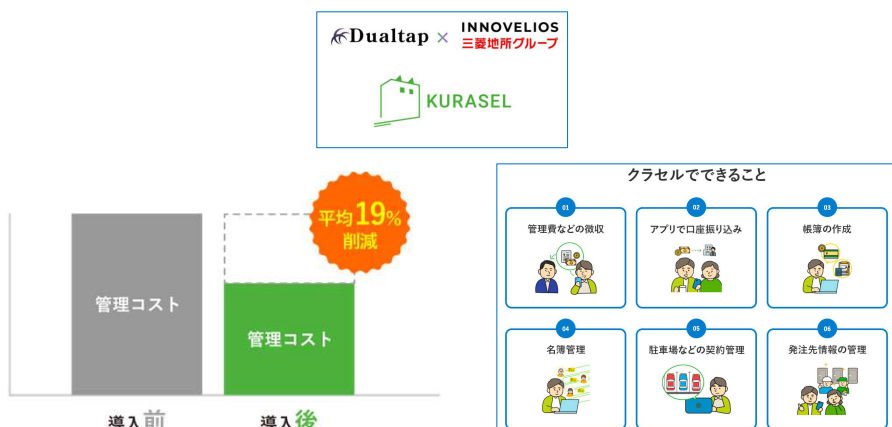 Dualtap × INNOVELIOS
三菱地所グループ
KURASEL
平均19%
削減
管理コスト
管理コスト
導入前
導入後
クラセルでできること
01
管理費などの徴収
02
アプリで口座振り込み
03
帳簿の作成
04
名簿管理
05
駐車場などの契約管理
06
発注先情報の管理